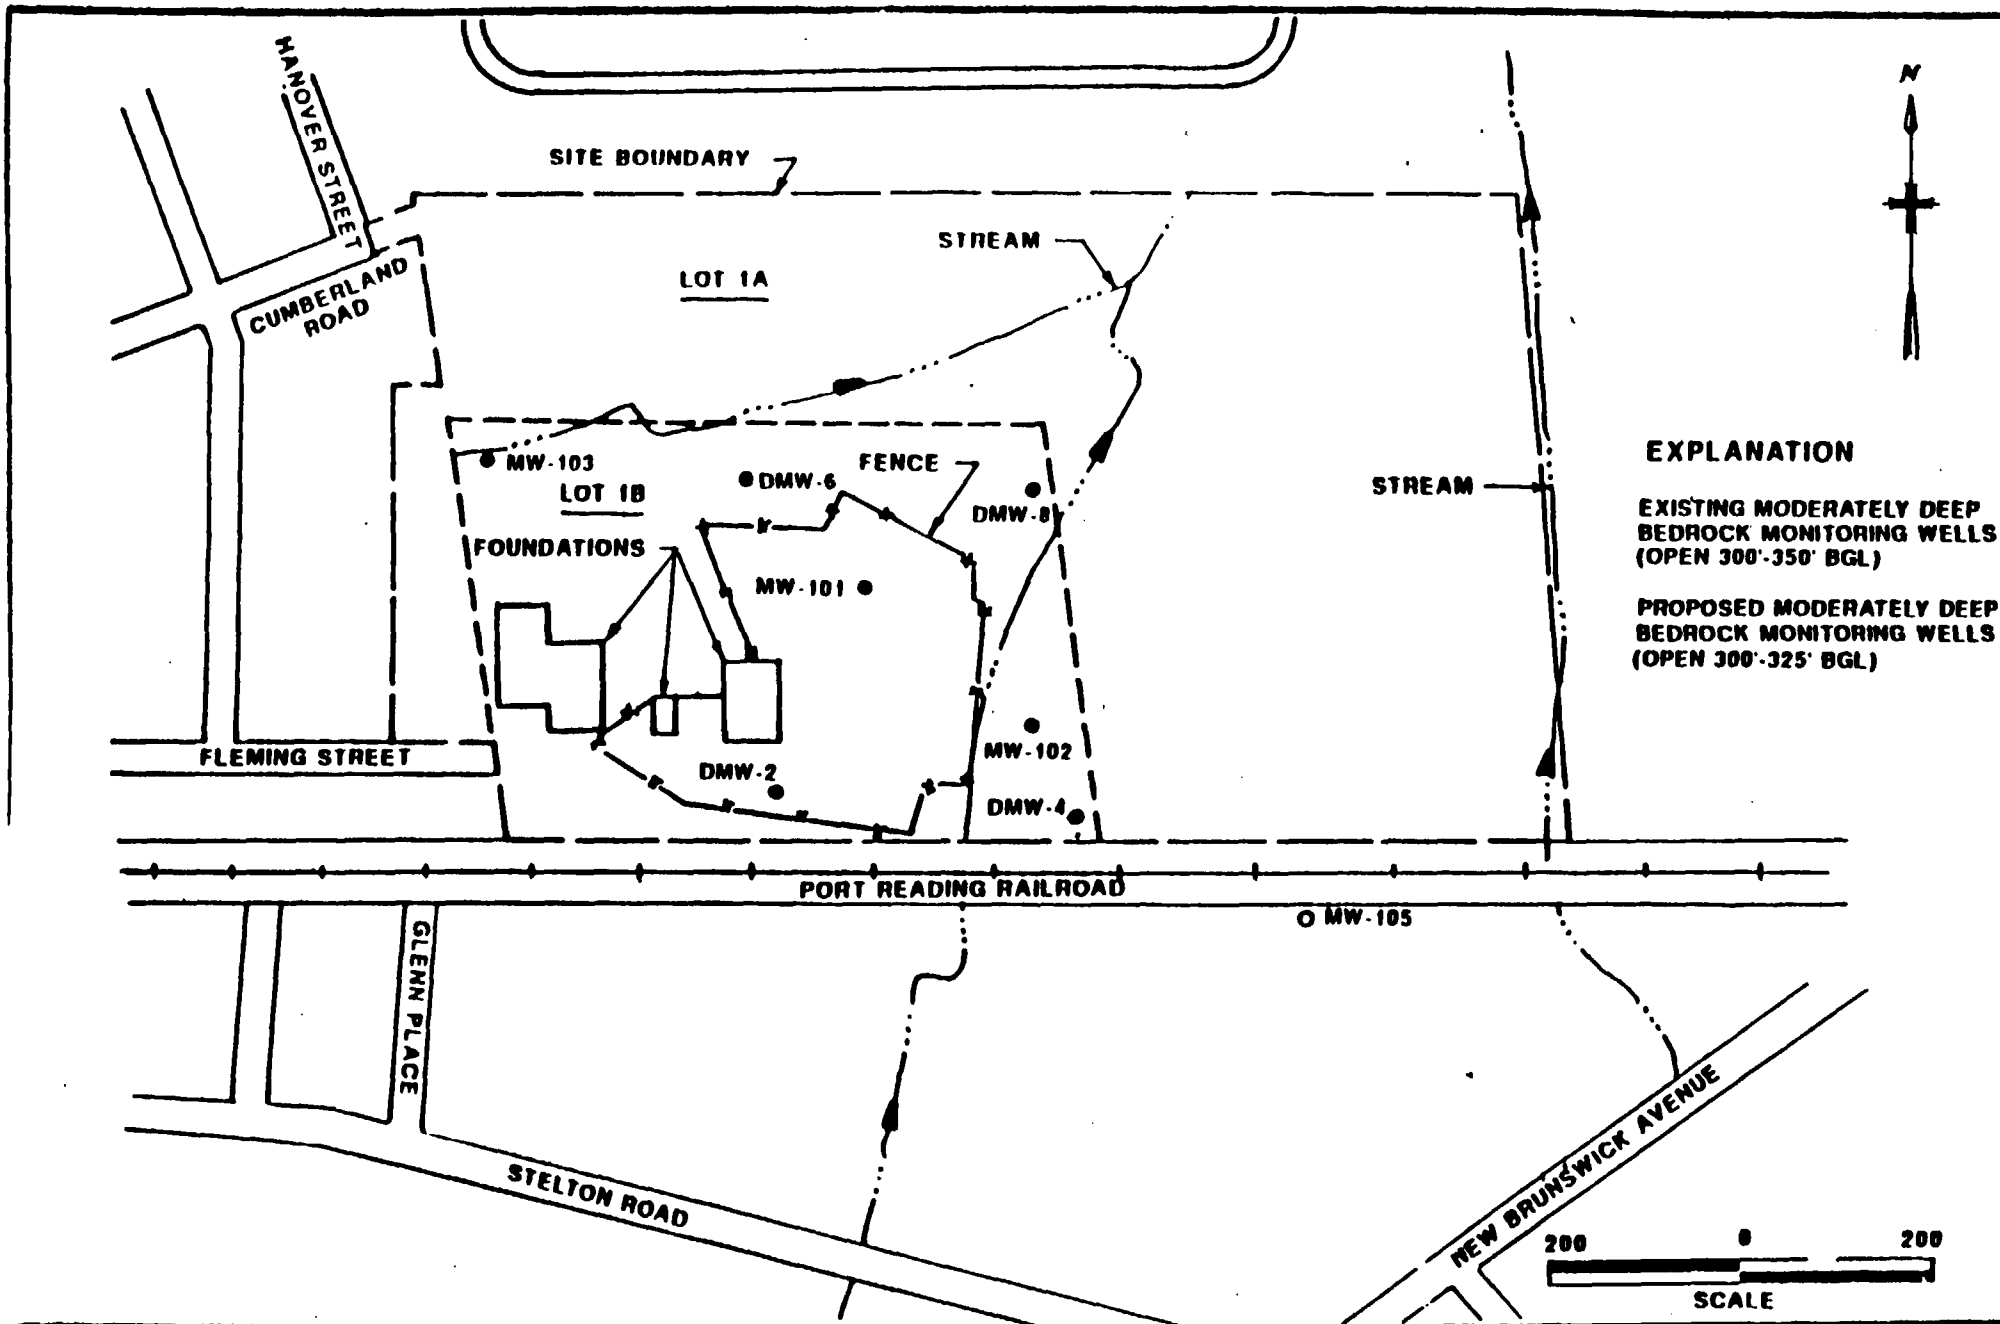 N
HANOVER STREET
SITE BOUNDARY
STREAM
LOT 1A
CUMBERLAND
ROAD
EXPLANATION
MW-103
DMW-6
FENCE
STREAM
LOT 1B
DMW-8
EXISTING MODERATELY DEEP
BEDROCK MONITORING WELLS
(OPEN 300'-350' BGL)
FOUNDATIONS
MW-101
PROPOSED MODERATELY DEEP
BEDROCK MONITORING WELLS
(OPEN 300'-325' BGL)
MW-102
FLEMING STREET
DMW-2
DMW-4
PORT READING RAILROAD
MW-105
GLENN PLACE
STELTON ROAD
NEW BRUNSWICK AVENUE
200 0 200
SCALE